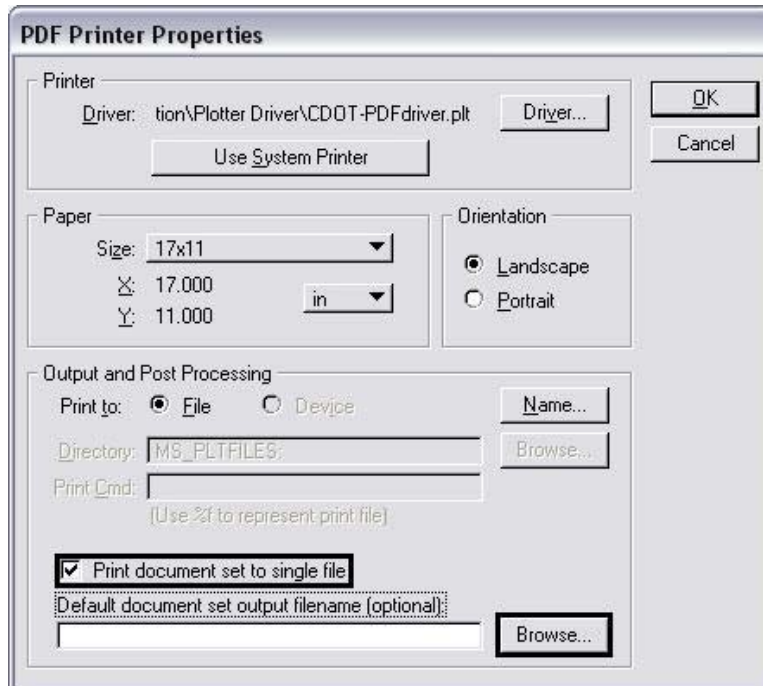 PDF Printer Properties
Printer
Driver: tion\Plotter Driver\CDOT-PDFdriver.plt Driver...
Use System Printer
OK
Cancel
Paper
Size: 17x11
X: 17.000
Y: 11.000
in
Orientation
Landscape
Portrait
Output and Post Processing
Print to: File Device Name...
Directory: MS_PLTFILES: Browse...
Print Cmd:
(Use %f to represent print file)
Print document set to single file
Default document set output filename (optional):
Browse...